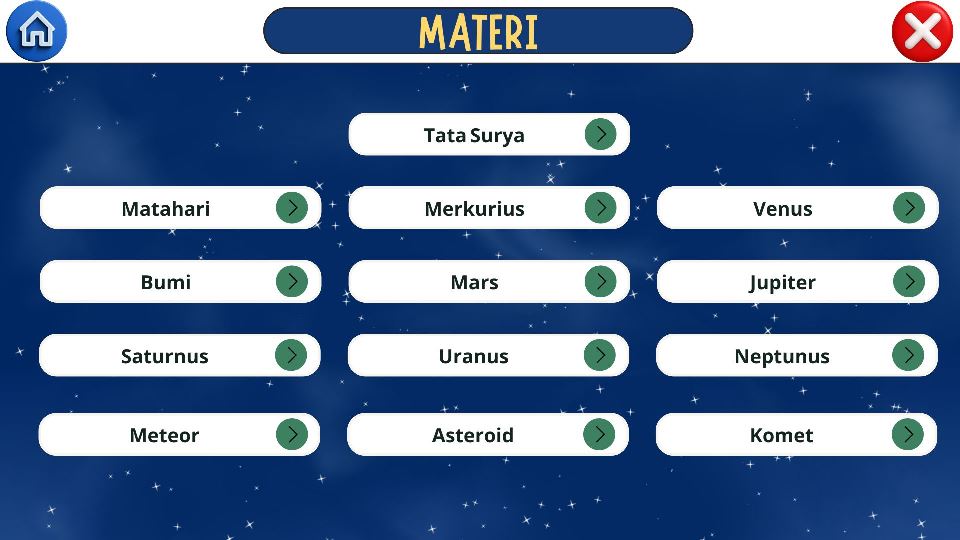 MATERI
Tata Surya
Matahari
Merkurius
Venus
Bumi
Mars
Jupiter
Saturnus
Uranus
Neptunus
Meteor
Asteroid
Komet